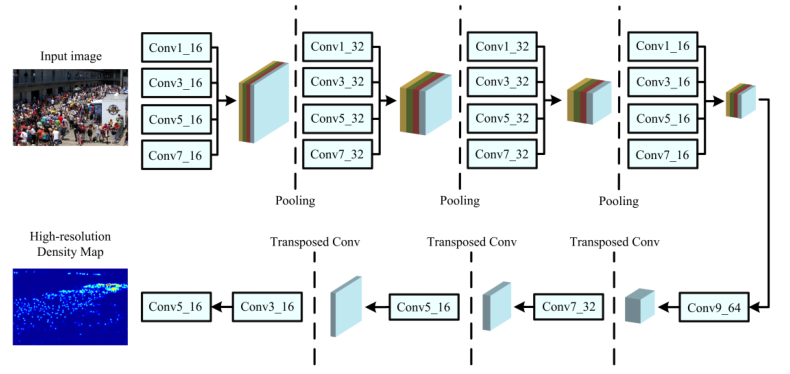 Input image
Conv1_16
Conv3_16
Conv5_16
Conv7_16
Conv1_32
Conv3_32
Conv5_32
Conv7_32
Conv1_32
Conv3_32
Conv5_32
Conv7_32
Conv1_16
Conv3_16
Conv5_16
Conv7_16
Pooling
Pooling
Pooling
High-resolution
Density Map
Transposed Conv
Transposed Conv
Transposed Conv
Conv5_16
Conv3_16
Conv5_16
Conv7_32
Conv9_64